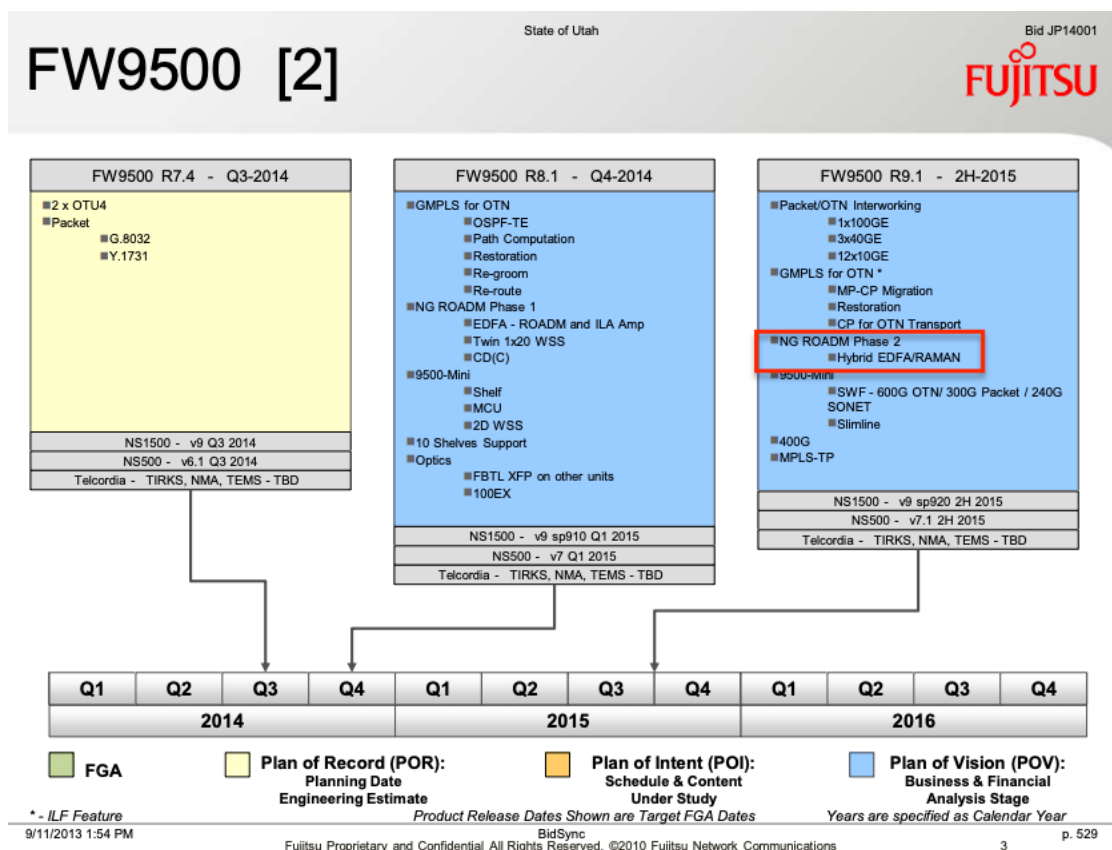 State of Utah
Bid JP14001
FW9500 [2]
FUJITSU
FW9500 R7.4 - Q3-2014
2 x OTU4
Packet
G.8032
Y.1731
NS1500 - v9 Q3 2014
NS500 - v6.1 Q3 2014
Telcordia - TIRKS, NMA, TEMS - TBD
FW9500 R8.1 - Q4-2014
GMPLS for OTN
OSPF-TE
Path Computation
Restoration
Re-groom
Re-route
NG ROADM Phase 1
EDFA - ROADM and ILA Amp
Twin 1x20 WSS
CD(C)
9500-Mini
Shelf
MCU
2D WSS
10 Shelves Support
Optics
FBTL XFP on other units
100EX
NS1500 - v9 sp910 Q1 2015
NS500 - v7 Q1 2015
Telcordia - TIRKS, NMA, TEMS - TBD
FW9500 R9.1 - 2H-2015
Packet/OTN Interworking
1x100GE
3x40GE
12x10GE
GMPLS for OTN *
MP-CP Migration
Restoration
CP for OTN Transport
NG ROADM Phase 2
Hybrid EDFA/RAMAN
9500-Mini
SWF - 600G OTN/ 300G Packet / 240G
SONET
Slimline
400G
MPLS-TP
NS1500 - v9 sp920 2H 2015
NS500 - v7.1 2H 2015
Telcordia - TIRKS, NMA, TEMS - TBD
Q1 Q2 Q3 Q4 Q1 Q2 Q3 Q4 Q1 Q2 Q3 Q4
2014 2015 2016
FGA
Plan of Record (POR):
Planning Date
Engineering Estimate
Plan of Intent (POI):
Schedule & Content
Under Study
Plan of Vision (POV):
Business & Financial
Analysis Stage
* - ILF Feature
Product Release Dates Shown are Target FGA Dates
Years are specified as Calendar Year
9/11/2013 1:54 PM
BidSync
p. 529
Fujitsu Proprietary and Confidential All Rights Reserved. ©2010 Fujitsu Network Communications
3